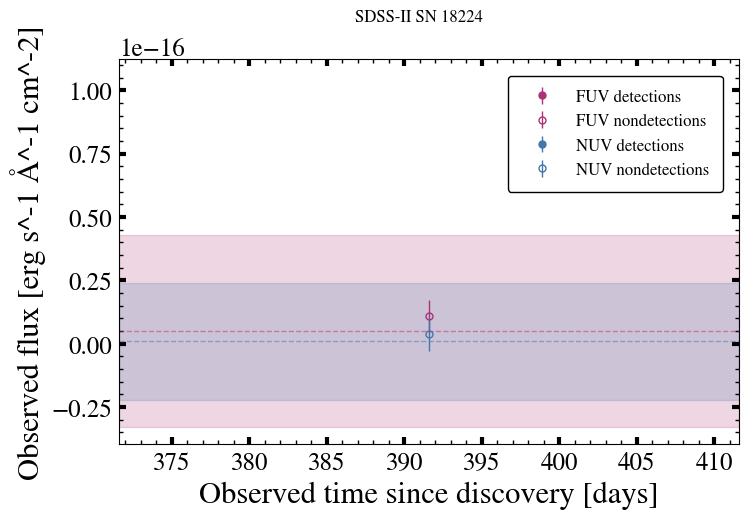 SDSS-II SN 18224
1e−16
Observed flux [erg s^-1 Å^-1 cm^-2]
1.00
0.75
0.50
0.25
0.00
−0.25
FUV detections
FUV nondetections
NUV detections
NUV nondetections
375 380 385 390 395 400 405 410
Observed time since discovery [days]